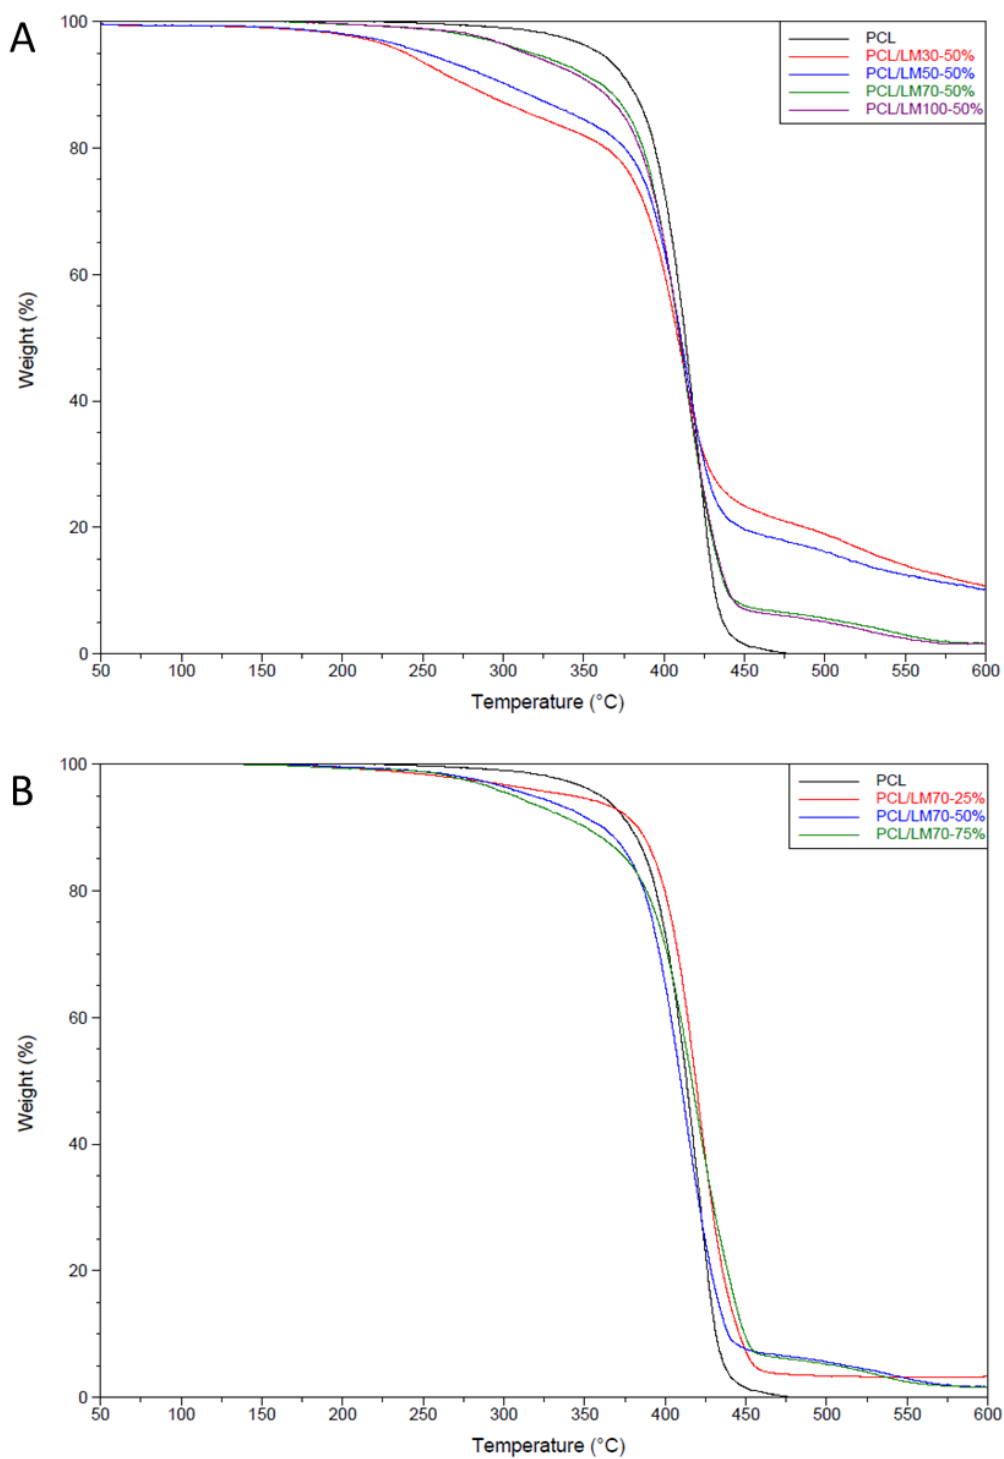 A
100
80
60
40
20
0
Weight (%)
PCL
PCL/LM30-50%
PCL/LM50-50%
PCL/LM70-50%
PCL/LM100-50%
50 100 150 200 250 300 350 400 450 500 550 600
Temperature (°C)
B
100
80
60
40
20
0
Weight (%)
PCL
PCL/LM70-25%
PCL/LM70-50%
PCL/LM70-75%
50 100 150 200 250 300 350 400 450 500 550 600
Temperature (°C)